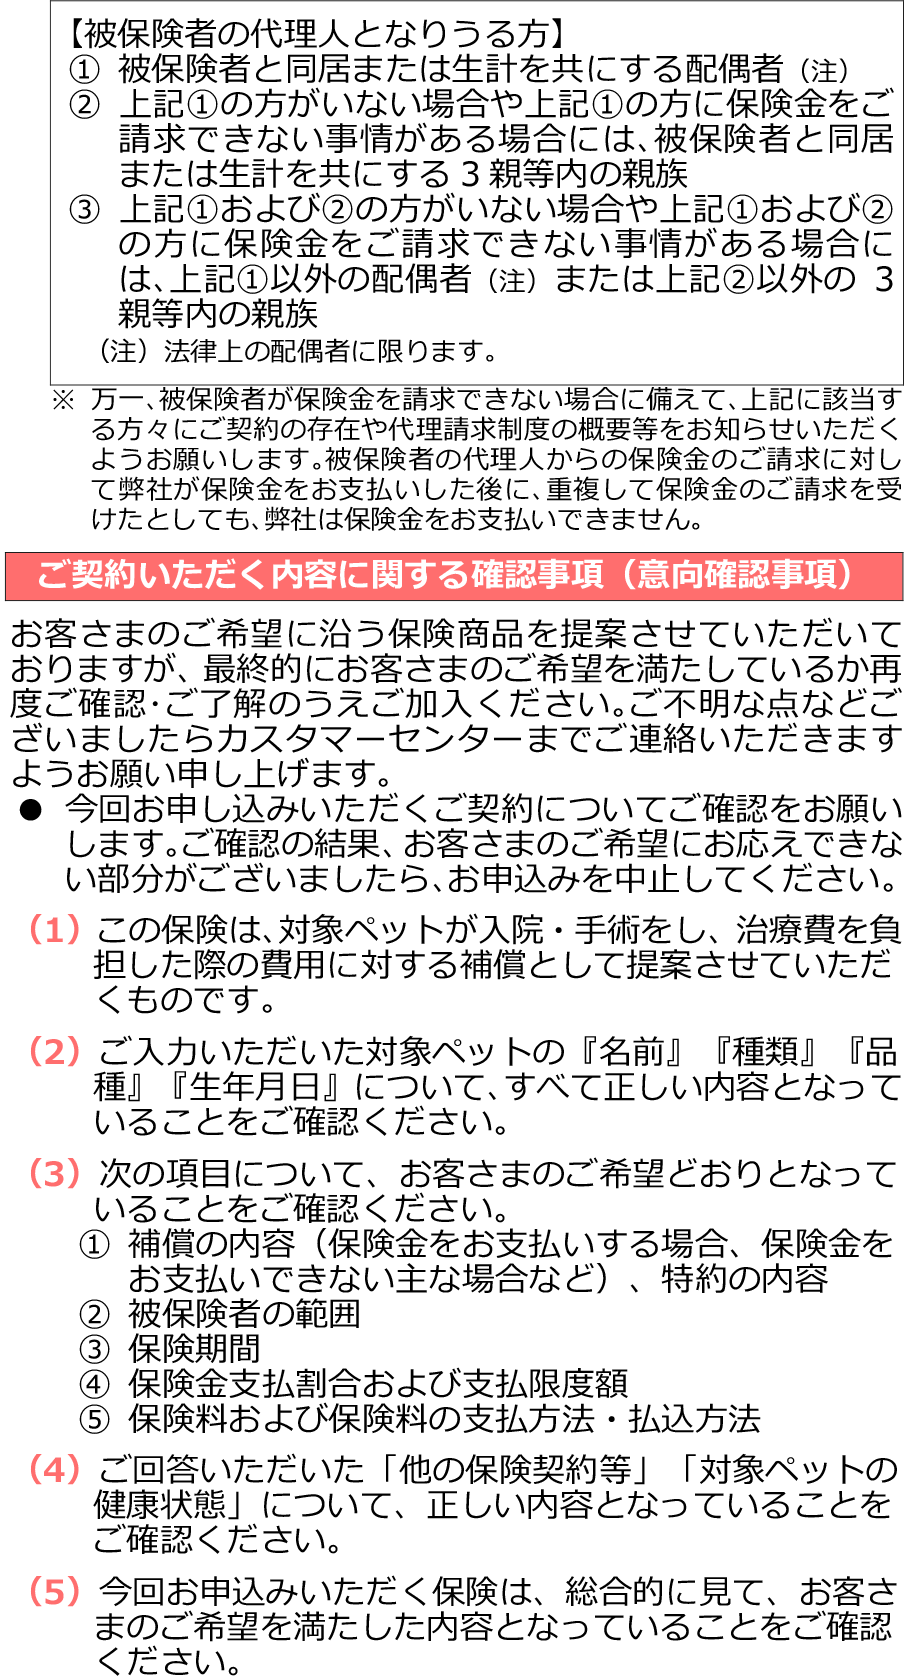 【被保険者の代理人となりうる方】
① 被保険者と同居または生計を共にする配偶者（注）
② 上記①の方がいない場合や上記①の方に保険金をご
請求できない事情がある場合には、被保険者と同居
または生計を共にする 3 親等内の親族
③ 上記①および②の方がいない場合や上記①および②
の方に保険金をご請求できない事情がある場合に
は、上記①以外の配偶者（注）または上記②以外の 3
親等内の親族
（注）法律上の配偶者に限ります。
※ 万一、被保険者が保険金を請求できない場合に備えて、上記に該当す
る方々にご契約の存在や代理請求制度の概要等をお知らせいただく
ようお願いします。被保険者の代理人からの保険金のご請求に対し
て弊社が保険金をお支払いした後に、重複して保険金のご請求を受
けたとしても、弊社は保険金をお支払いできません。
ご契約いただく内容に関する確認事項（意向確認事項）
お客さまのご希望に沿う保険商品を提案させていただいて
おりますが、最終的にお客さまのご希望を満たしているか再
度ご確認・ご了解のうえご加入ください。ご不明な点などご
ざいましたらカスタマーセンターまでご連絡いただきます
ようお願い申し上げます。
● 今回お申し込みいただくご契約についてご確認をお願い
します。ご確認の結果、お客さまのご希望にお応えできな
い部分がございましたら、お申込みを中止してください。
（1）この保険は、対象ペットが入院・手術をし、治療費を負
担した際の費用に対する補償として提案させていただ
くものです。
（2）ご入力いただいた対象ペットの『名前』『種類』『品
種』『生年月日』について、すべて正しい内容となって
いることをご確認ください。
（3）次の項目について、お客さまのご希望どおりとなって
いることをご確認ください。
① 補償の内容（保険金をお支払いする場合、保険金を
お支払いできない主な場合など）、特約の内容
② 被保険者の範囲
③ 保険期間
④ 保険金支払割合および支払限度額
⑤ 保険料および保険料の支払方法・払込方法
（4）ご回答いただいた「他の保険契約等」「対象ペットの
健康状態」について、正しい内容となっていることを
ご確認ください。
（5）今回お申込みいただく保険は、総合的に見て、お客さ
まのご希望を満たした内容となっていることをご確認
ください。